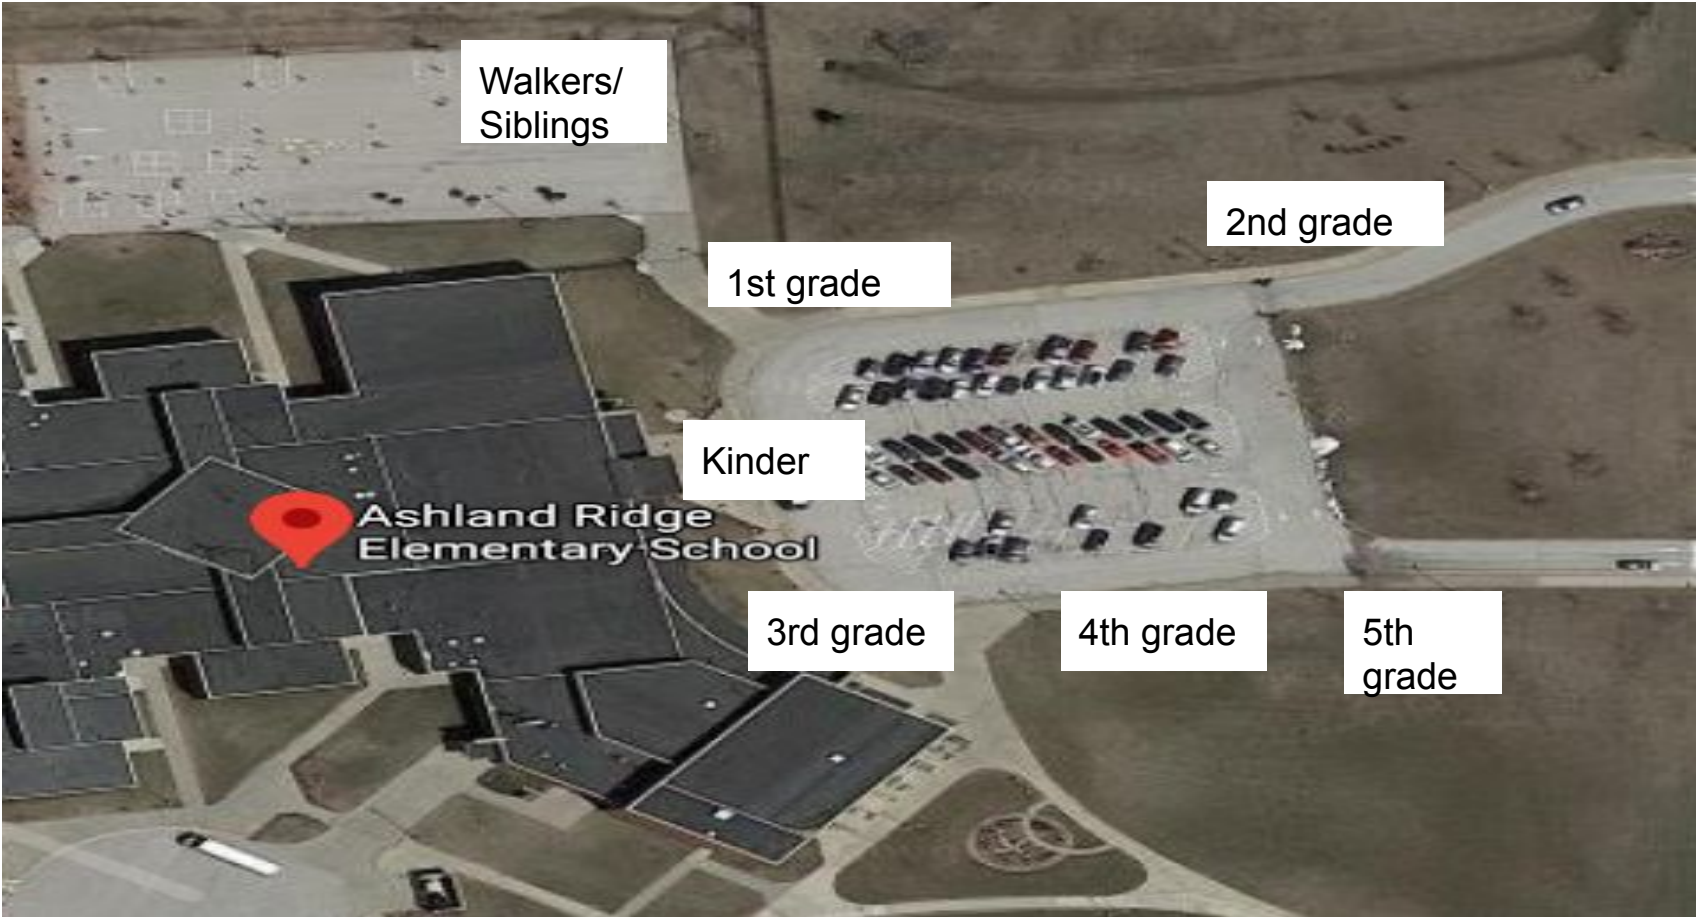 Walkers/
Siblings
2nd grade
1st grade
Kinder
Ashland Ridge
Elementary School
3rd grade
4th grade
5th
grade